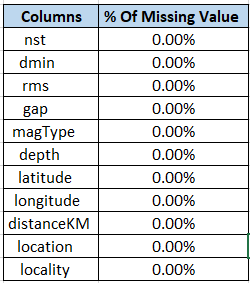 Columns % Of Missing Value
nst 0.00%
dmin 0.00%
rms 0.00%
gap 0.00%
magType 0.00%
depth 0.00%
latitude 0.00%
longitude 0.00%
distanceKM 0.00%
location 0.00%
locality 0.00%